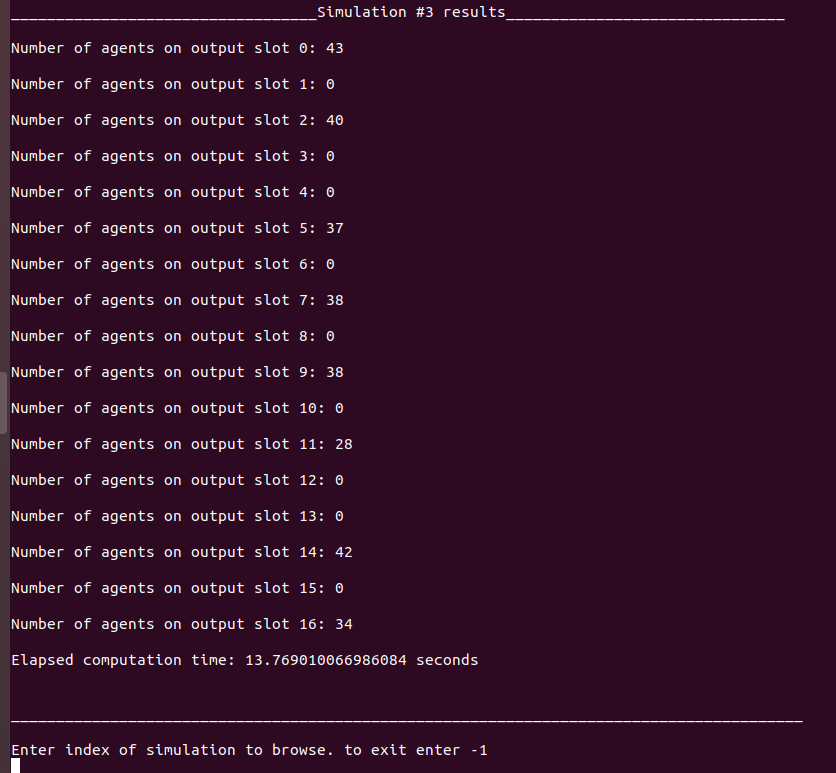 __________________________________Simulation #3 results_______________________________
Number of agents on output slot 0: 43
Number of agents on output slot 1: 0
Number of agents on output slot 2: 40
Number of agents on output slot 3: 0
Number of agents on output slot 4: 0
Number of agents on output slot 5: 37
Number of agents on output slot 6: 0
Number of agents on output slot 7: 38
Number of agents on output slot 8: 0
Number of agents on output slot 9: 38
Number of agents on output slot 10: 0
Number of agents on output slot 11: 28
Number of agents on output slot 12: 0
Number of agents on output slot 13: 0
Number of agents on output slot 14: 42
Number of agents on output slot 15: 0
Number of agents on output slot 16: 34
Elapsed computation time: 13.769010066986084 seconds
________________________________________________________________________________________
Enter index of simulation to browse. to exit enter -1